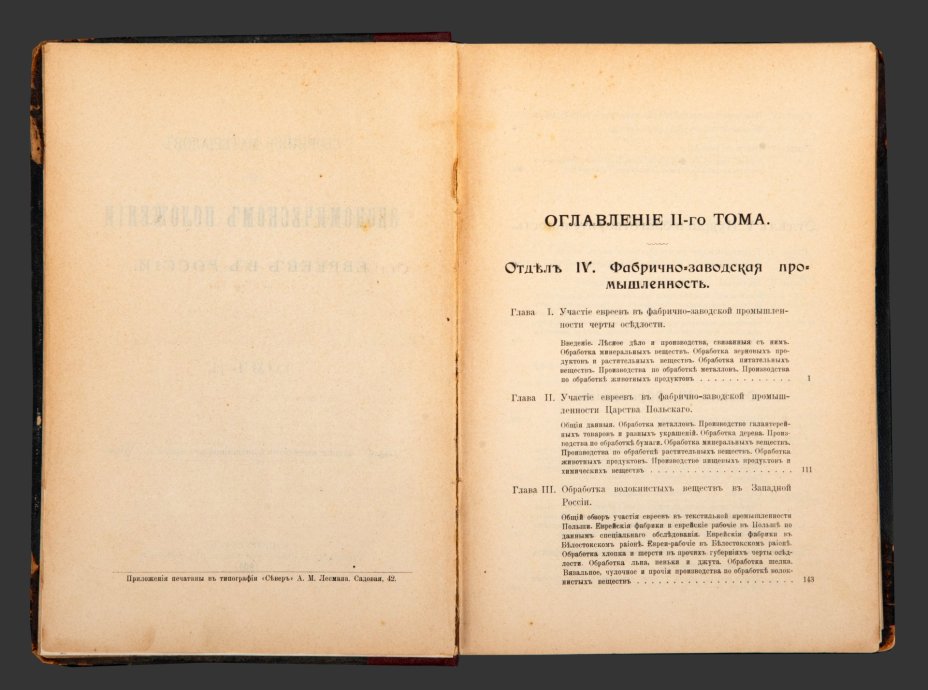 Приложенія печатаны въ типографіи «Сѣверъ» А. М. Лесмана. Садовая, 42.
ОГЛАВЛЕНІЕ II-го ТОМА.
Отдѣлъ IV. Фабрично-заводская про-
мышленность.
Глава I. Участіе евреевъ въ фабрично-заводской промышлен-
ности черты осѣдлости.
Введеніе. Лѣсное дѣло и производства, связанныя съ нимъ.
Обработка минеральныхъ веществъ. Обработка зерновыхъ про-
дуктовъ и растительныхъ веществъ. Обработка питательныхъ
веществъ. Производства по обработкѣ металловъ. Производства
по обработкѣ животныхъ продуктовъ . . . . . . . . . . . . . 1
Глава II. Участіе евреевъ въ фабрично-заводской промыш-
ленности Царства Польскаго.
Общія данныя. Обработка металловъ. Производство галантерей-
ныхъ товаровъ и разныхъ украшеній. Обработка дерева. Произ-
водства по обработкѣ бумаги. Обработка минеральныхъ веществъ.
Производства по обработкѣ растительныхъ веществъ. Обработка
животныхъ продуктовъ. Производство пищевыхъ продуктовъ и
химическихъ веществъ . . . . . . . . . . . . . . . . . . . . 111
Глава III. Обработка волокнистыхъ веществъ въ Западной
Россіи.
Общій обзоръ участія евреевъ въ текстильной промышленности
Польши. Еврейскія фабрики и еврейскіе рабочіе въ Польшѣ по
даннымъ спеціальнаго обслѣдованія. Еврейскія фабрики въ
Бѣлостокскомъ раіонѣ. Евреи-рабочіе въ Бѣлостокскомъ раіонѣ.
Обработка хлопка и шерсти въ прочихъ губерніяхъ черты осѣд-
лости. Обработка льна, пеньки и джута. Обработка шелка.
Вязальное, чулочное и прочія производства по обработкѣ волок-
нистыхъ веществъ . . . . . . . . . . . . . . . . . . . . . . 143